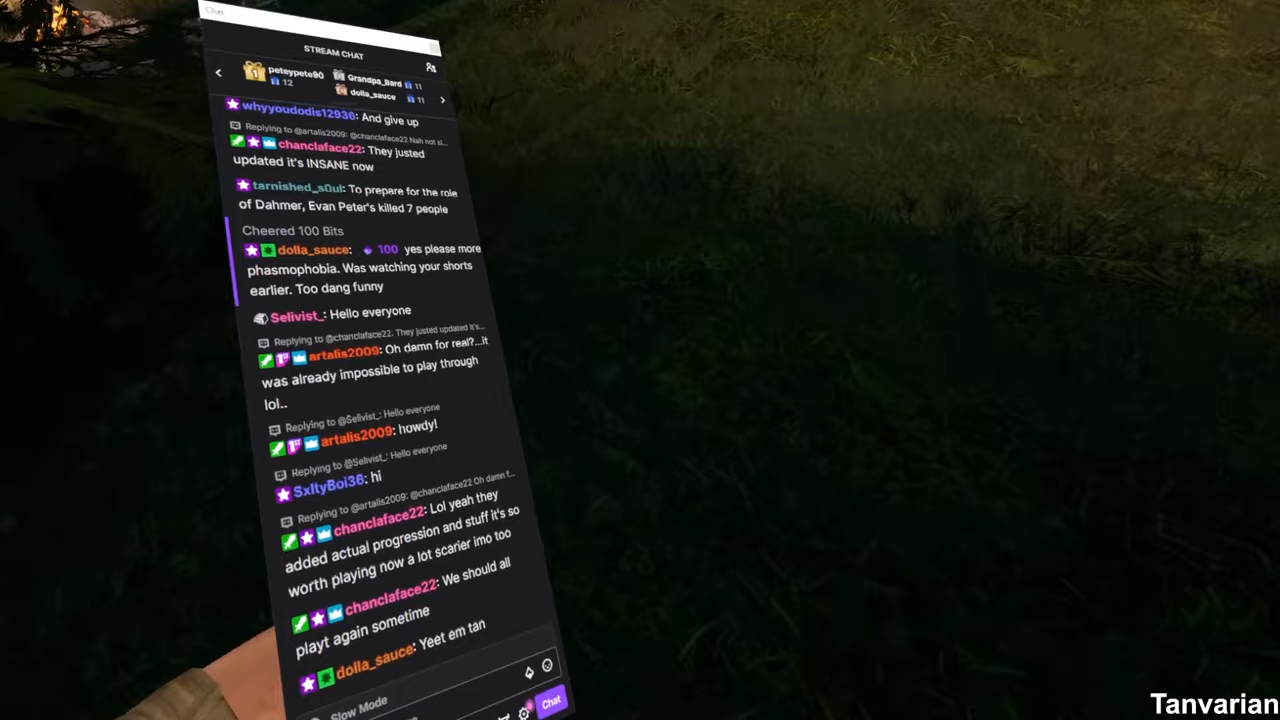 Chat
STREAM CHAT
peteypete90
12
Grandpa_Bard 11
dolla_sauce 11
whyyoudodis12936: And give up
Replying to @artalis2009: @chanclaface22 Nah not si...
chanclaface22: They justed
updated it's INSANE now
tarnished_s0ul: To prepare for the role
of Dahmer, Evan Peter's killed 7 people
Cheered 100 Bits
dolla_sauce: 100 yes please more
phasmophobia. Was watching your shorts
earlier. Too dang funny
Selivist_: Hello everyone
Replying to @chanclaface22: They justed updated it's...
artalis2009: Oh damn for real?...it
was already impossible to play through
lol..
Replying to @Selivist_: Hello everyone
artalis2009: howdy!
Replying to @Selivist_: Hello everyone
SxltyBoi36: hi
Replying to @artalis2009: @chanclaface22 Oh damn f...
chanclaface22: Lol yeah they
added actual progression and stuff it's so
worth playing now a lot scarier imo too
chanclaface22: We should all
playt again sometime
dolla_sauce: Yeet em tan
Slow Mode
Chat
Tanvarian